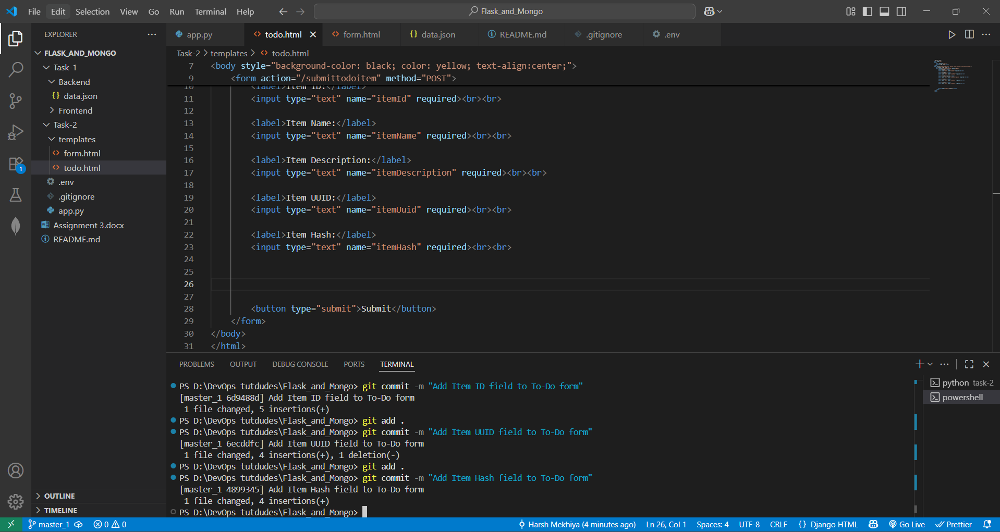 File Edit Selection View Go Run Terminal Help Flask_and_Mongo
EXPLORER
FLASK_AND_MONGO
Task-1
Backend
data.json
Frontend
Task-2
templates
form.html
todo.html
.env
.gitignore
app.py
Assignment 3.docx
README.md
OUTLINE
TIMELINE
1
app.py todo.html form.html data.json README.md .gitignore .env
Task-2 > templates > todo.html
7 <body style="background-color: black; color: yellow; text-align:center;">
9 <form action="/submittodoitem" method="POST">
10 <label>Item ID:</label>
11 <input type="text" name="itemId" required><br><br>
12
13 <label>Item Name:</label>
14 <input type="text" name="itemName" required><br><br>
15
16 <label>Item Description:</label>
17 <input type="text" name="itemDescription" required><br><br>
18
19 <label>Item UUID:</label>
20 <input type="text" name="itemUuid" required><br><br>
21
22 <label>Item Hash:</label>
23 <input type="text" name="itemHash" required><br><br>
24
25
26
27
28 <button type="submit">Submit</button>
29 </form>
30 </body>
31 </html>
PROBLEMS OUTPUT DEBUG CONSOLE PORTS TERMINAL
PS D:\DevOps tutdudes\Flask_and_Mongo> git commit -m "Add Item ID field to To-Do form"
[master_1 6d9488d] Add Item ID field to To-Do form
1 file changed, 5 insertions(+)
PS D:\DevOps tutdudes\Flask_and_Mongo> git add .
PS D:\DevOps tutdudes\Flask_and_Mongo> git commit -m "Add Item UUID field to To-Do form"
[master_1 6ecddfc] Add Item UUID field to To-Do form
1 file changed, 4 insertions(+), 1 deletion(-)
PS D:\DevOps tutdudes\Flask_and_Mongo> git add .
PS D:\DevOps tutdudes\Flask_and_Mongo> git commit -m "Add Item Hash field to To-Do form"
[master_1 4899345] Add Item Hash field to To-Do form
1 file changed, 4 insertions(+)
PS D:\DevOps tutdudes\Flask_and_Mongo>
python task-2
powershell
master_1 0 0 Harsh Mekhiya (4 minutes ago) Ln 26, Col 1 Spaces: 4 UTF-8 CRLF {} Django HTML Go Live Prettier